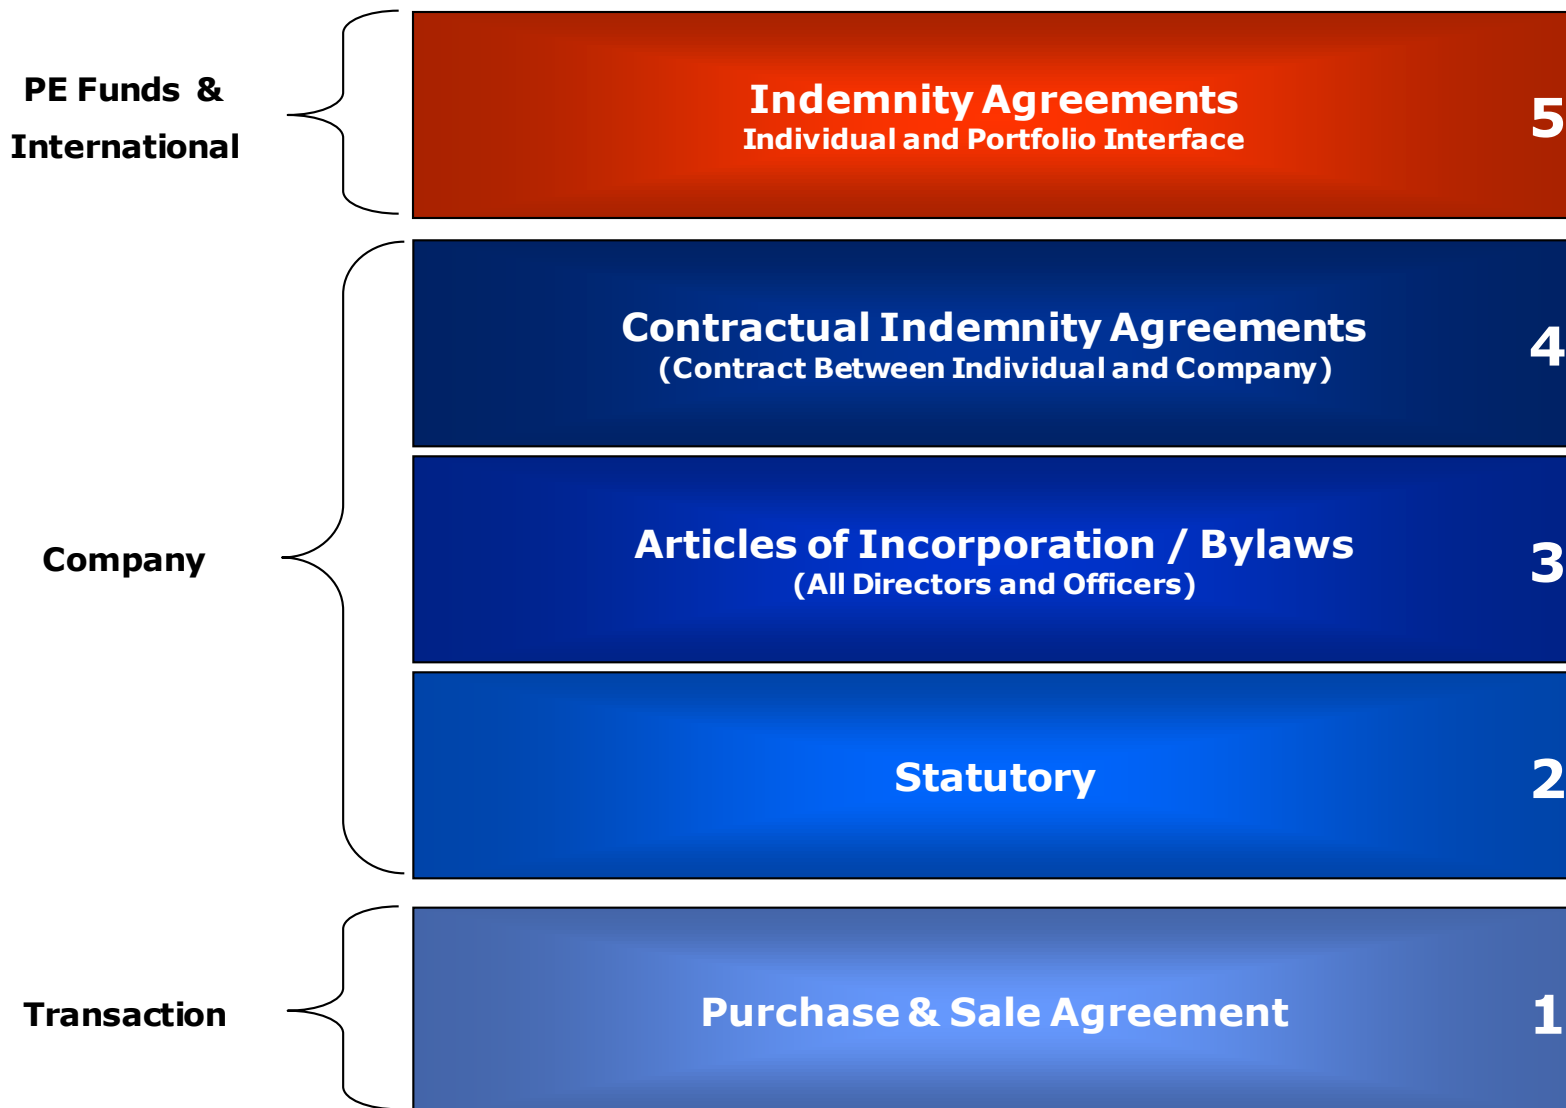 PE Funds &
International
Indemnity Agreements
Individual and Portfolio Interface
5
Contractual Indemnity Agreements
(Contract Between Individual and Company)
4
Company
Articles of Incorporation / Bylaws
(All Directors and Officers)
3
Statutory
2
Transaction
Purchase & Sale Agreement
1